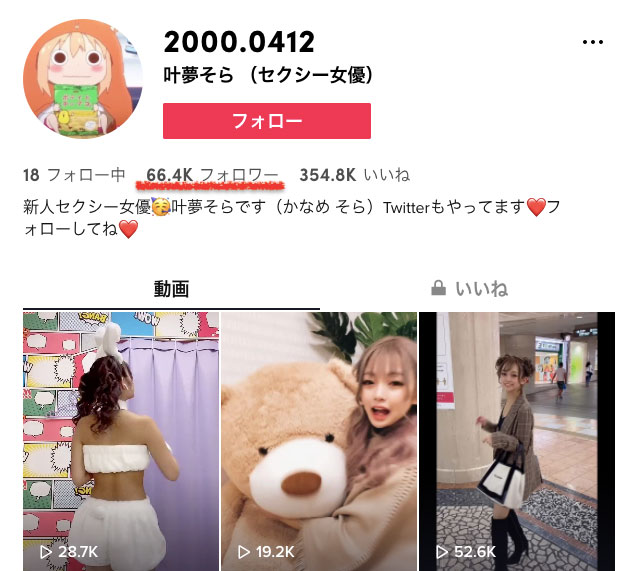 2000.0412
叶夢そら （セクシー女優）
フォロー
18 フォロー中 66.4K フォロワー 354.8K いいね
新人セクシー女優🥳叶夢そらです（かなめ そら）Twitterもやってます❤️フ
ォローしてね❤️
動画 いいね
28.7K 19.2K 52.6K